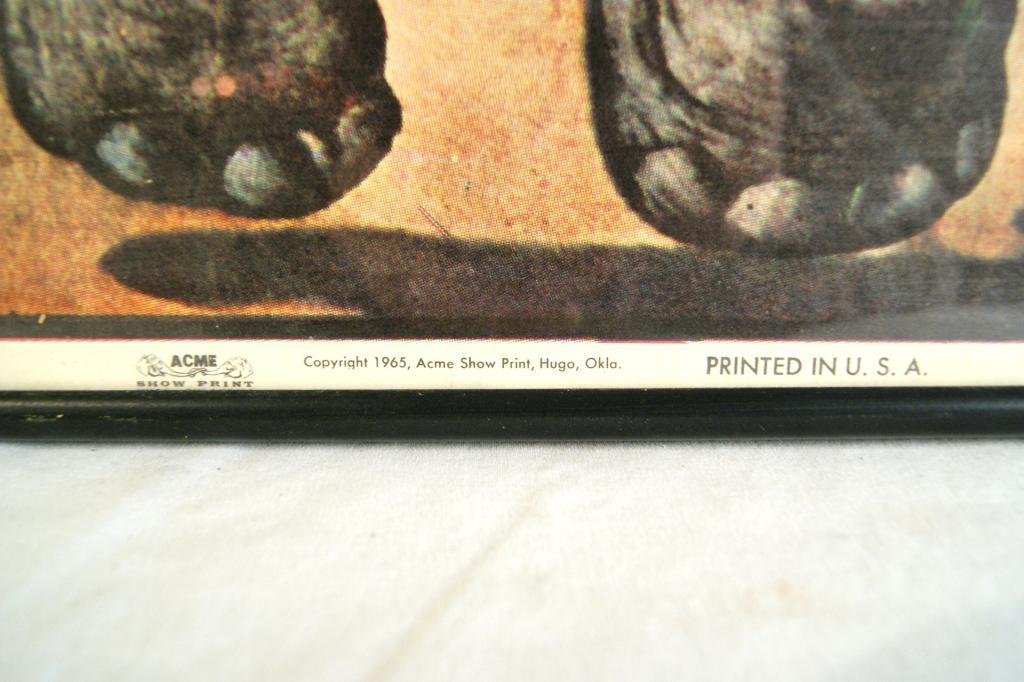 ACME
SHOW PRINT
Copyright 1965, Acme Show Print, Hugo, Okla.
PRINTED IN U. S. A.